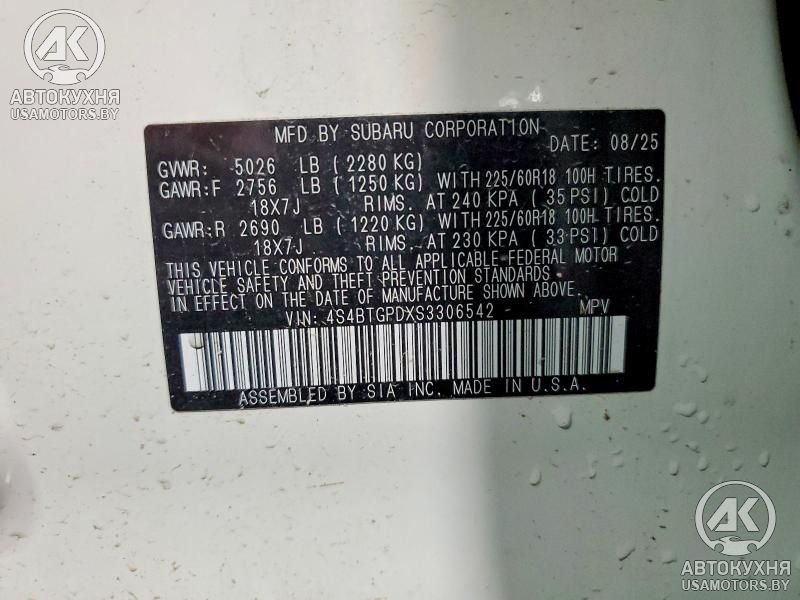 AK
АВТОКУХНЯ
USAMOTORS.BY
MFD BY SUBARU CORPORATION
DATE: 08/25
GVWR: 5026 LB ( 2280 KG)
GAWR:F 2756 LB ( 1250 KG) WITH 225/60R18 100H TIRES.
18X7J RIMS. AT 240 KPA ( 35 PSI) COLD
GAWR:R 2690 LB ( 1220 KG) WITH 225/60R18 100H TIRES.
18X7J RIMS. AT 230 KPA ( 33 PSI) COLD
THIS VEHICLE CONFORMS TO ALL APPLICABLE FEDERAL MOTOR
VEHICLE SAFETY AND THEFT PREVENTION STANDARDS
IN EFFECT ON THE DATE OF MANUFACTURE SHOWN ABOVE.
VIN: 4S4BTGPDXS3306542 MPV
ASSEMBLED BY SIA INC. MADE IN U.S.A.
AK
АВТОКУХНЯ
USAMOTORS.BY